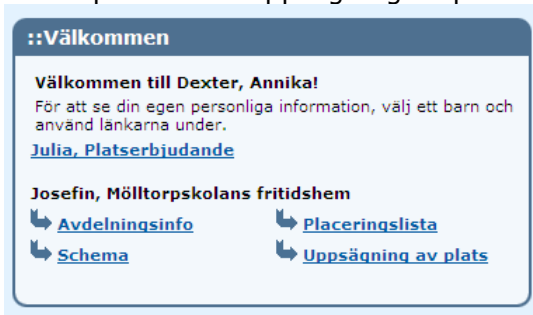 ::Välkommen
Välkommen till Dexter, Annika!
För att se din egen personliga information, välj ett barn och
använd länkarna under.
Julia, Platserbjudande
Josefin, Mölltorpskolans fritidshem
Avdelningsinfo Placeringslista
Schema Uppsägning av plats